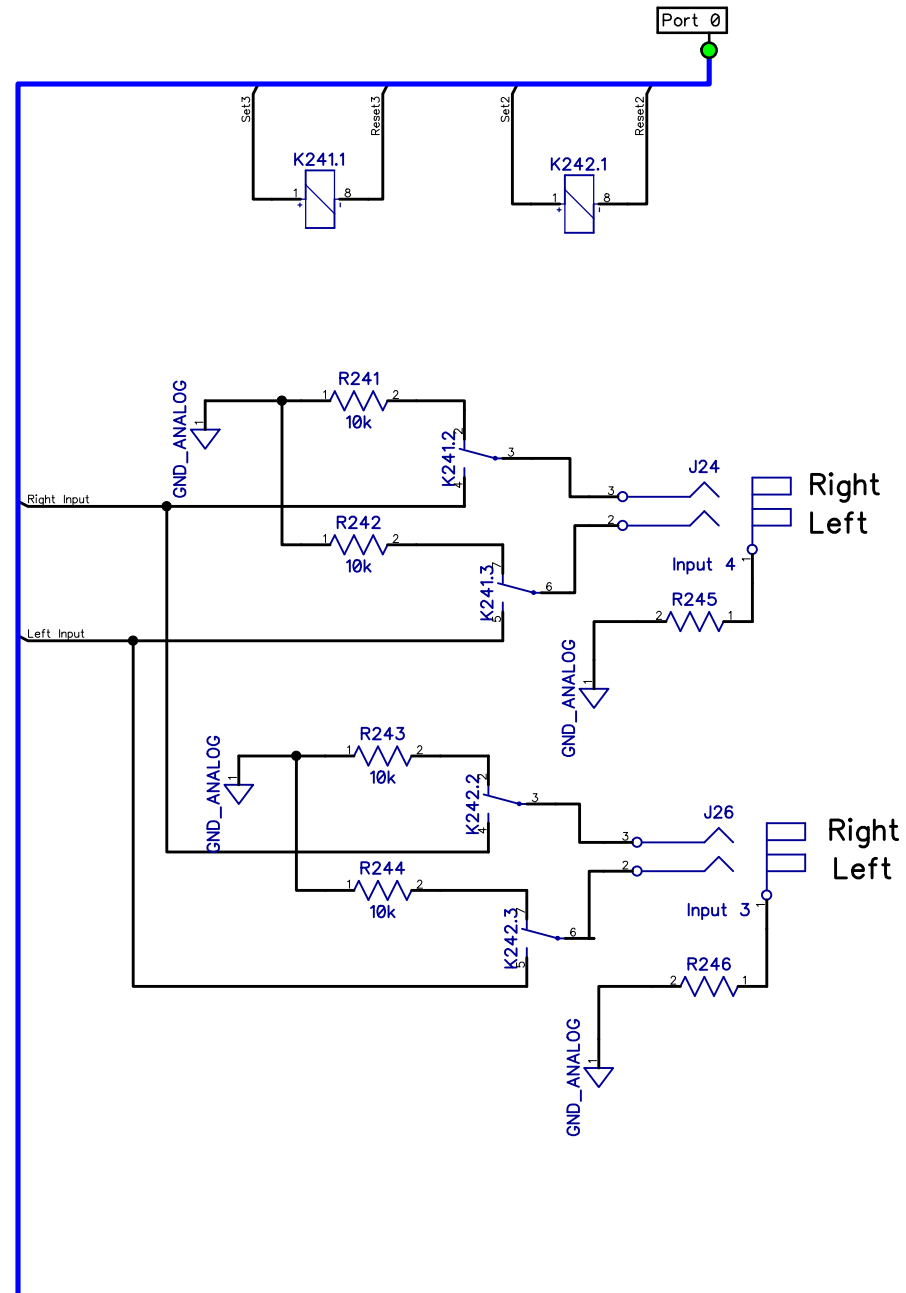 Port 0
Set3
Reset3
Set2
Reset2
K241.1
1
8
+
-
K242.1
1
8
+
-
GND_ANALOG
1
R241
1
2
10k
K241.2
2
3
4
Right Input
J24
3
2
Right
Left
Input 4
1
R242
1
2
10k
K241.3
7
6
5
R245
2
1
Left Input
GND_ANALOG
1
GND_ANALOG
1
R243
1
2
10k
K242.2
2
3
4
J26
3
2
Right
Left
Input 3
1
R244
1
2
10k
K242.3
7
6
5
R246
2
1
GND_ANALOG
1